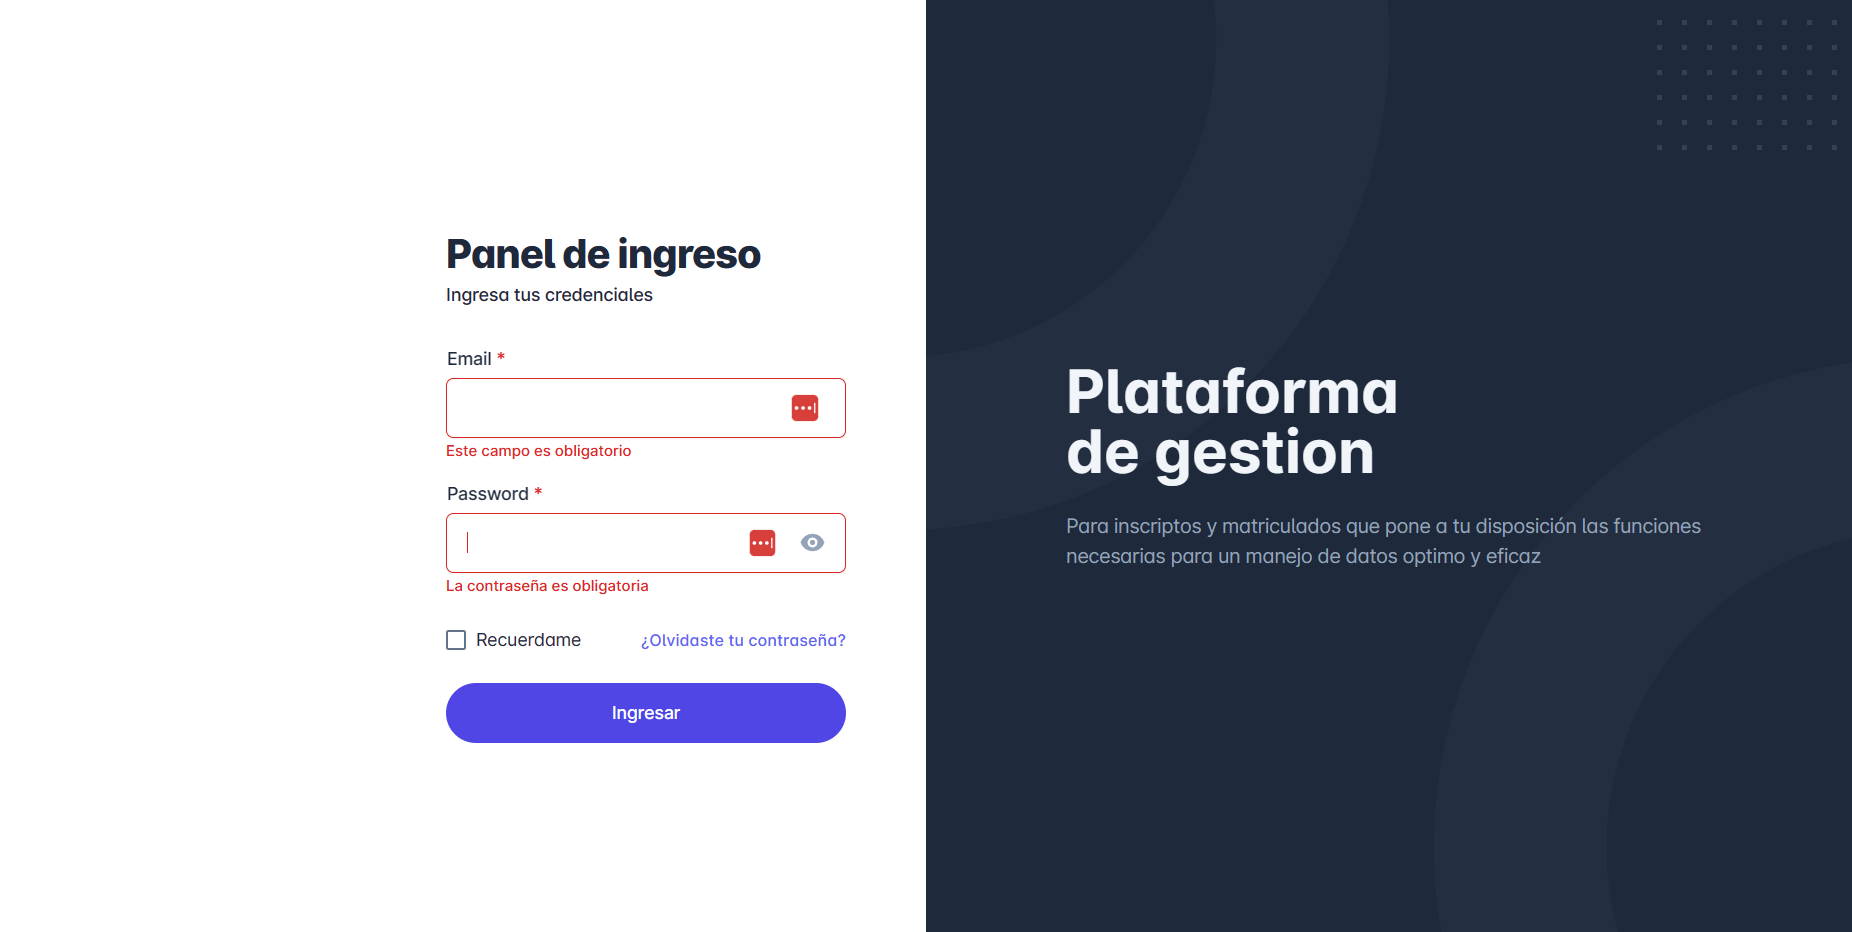 Panel de ingreso
Ingresa tus credenciales
Email *
Este campo es obligatorio
Password *
La contraseña es obligatoria
Recuerdame
¿Olvidaste tu contraseña?
Ingresar
Plataforma
de gestion
Para inscriptos y matriculados que pone a tu disposición las funciones
necesarias para un manejo de datos optimo y eficaz